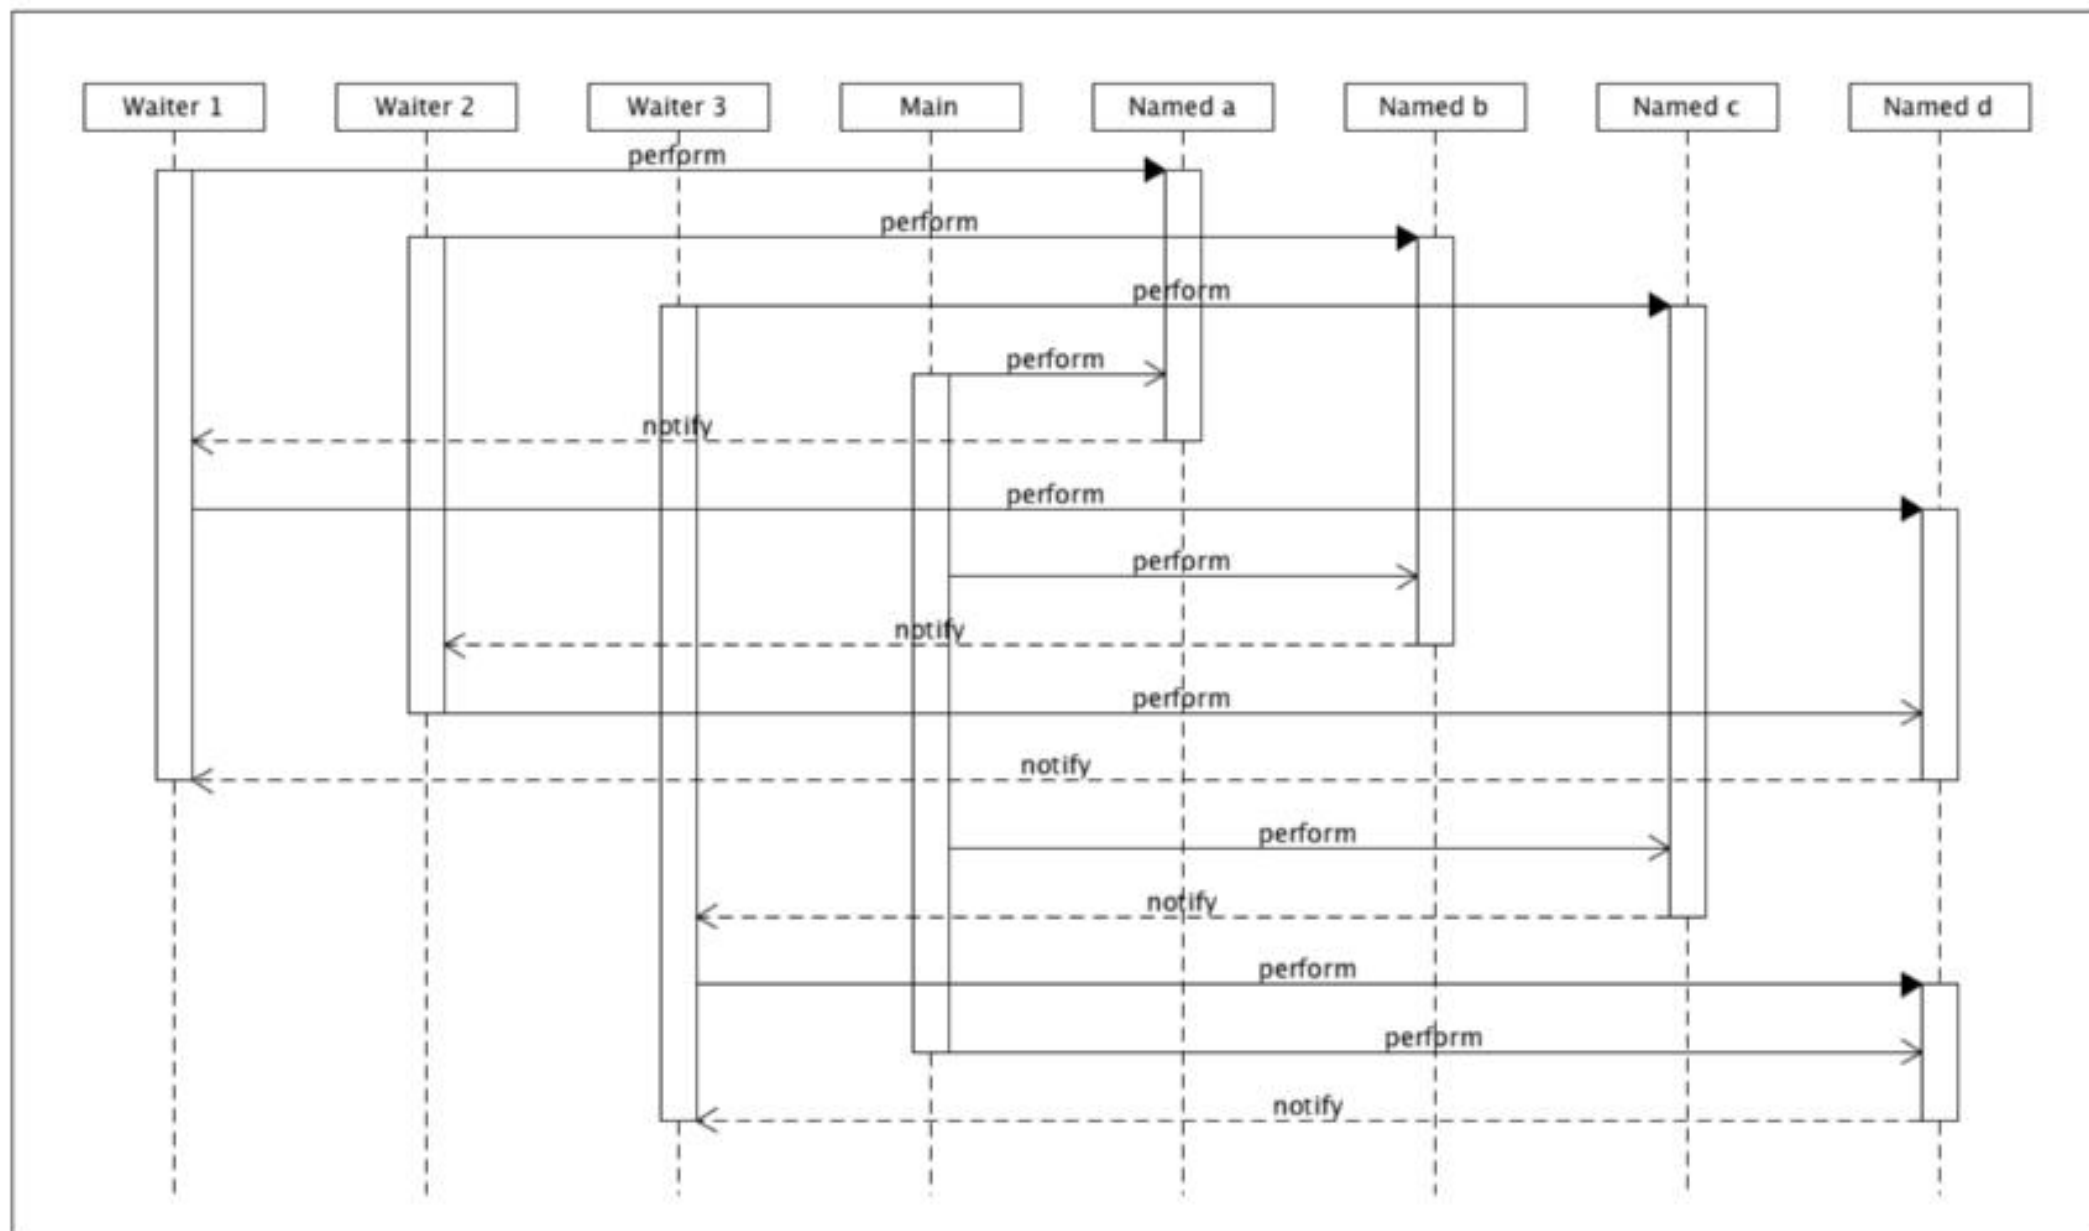 Waiter 1
Waiter 2
Waiter 3
Main
Named a
Named b
Named c
Named d
perform
perform
perform
perform
notify
perform
perform
notify
perform
notify
perform
notify
perform
perform
notify